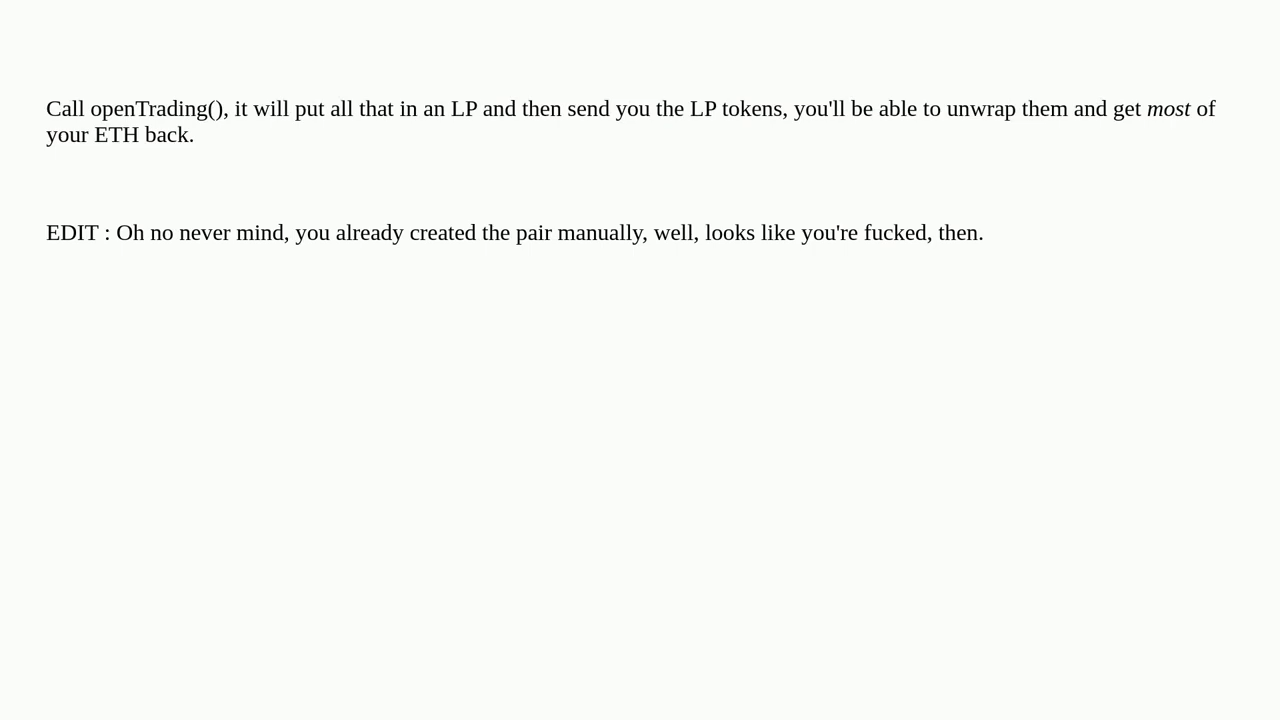 Call openTrading(), it will put all that in an LP and then send you the LP tokens, you'll be able to unwrap them and get most of
your ETH back.
EDIT : Oh no never mind, you already created the pair manually, well, looks like you're fucked, then.